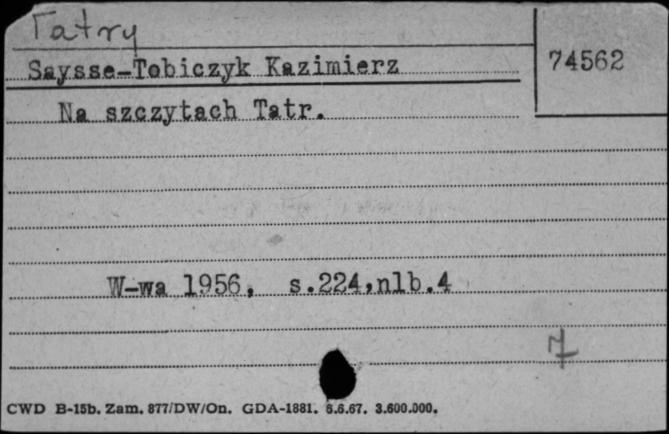 Tatry
Saysse-Tobiczyk Kazimierz
74562
Na szczytach Tatr.
W-wa 1956, s.224,nlb.4
CWD B-15b. Zam. 877/DW/On. GDA-1881. 8.6.67. 3.600.000.